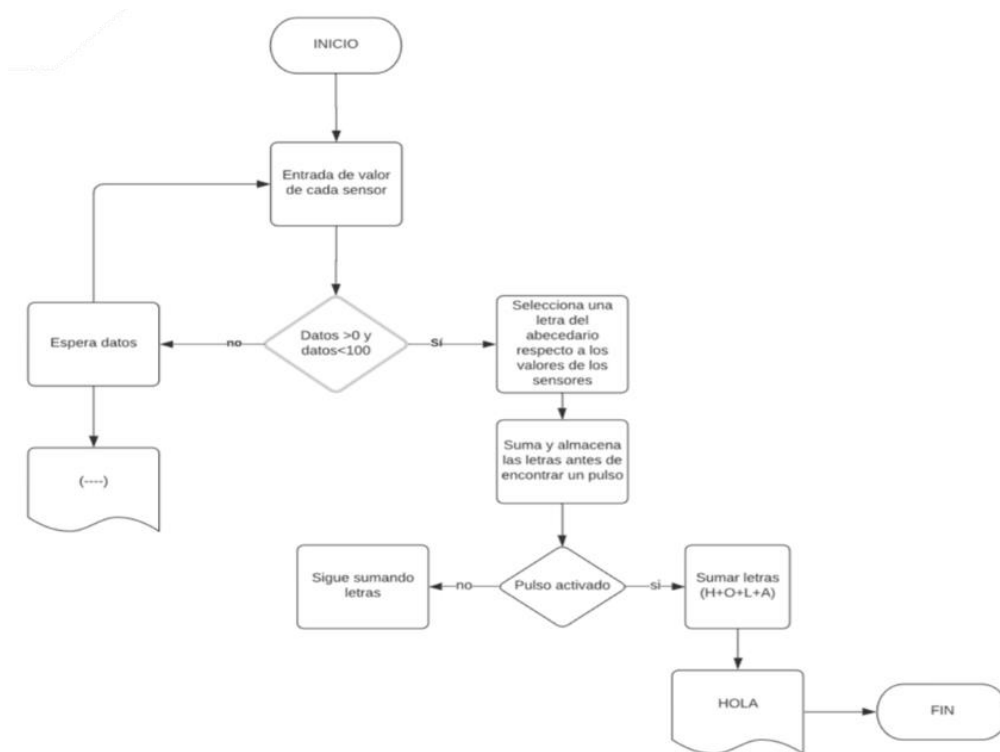 INICIO
Entrada de valor
de cada sensor
Datos >0 y
datos<100
no
Sí
Espera datos
(----)
Selecciona una
letra del
abecedario
respecto a los
valores de los
sensores
Suma y almacena
las letras antes de
encontrar un pulso
Pulso activado
no
sí
Sigue sumando
letras
Sumar letras
(H+O+L+A)
HOLA
FIN